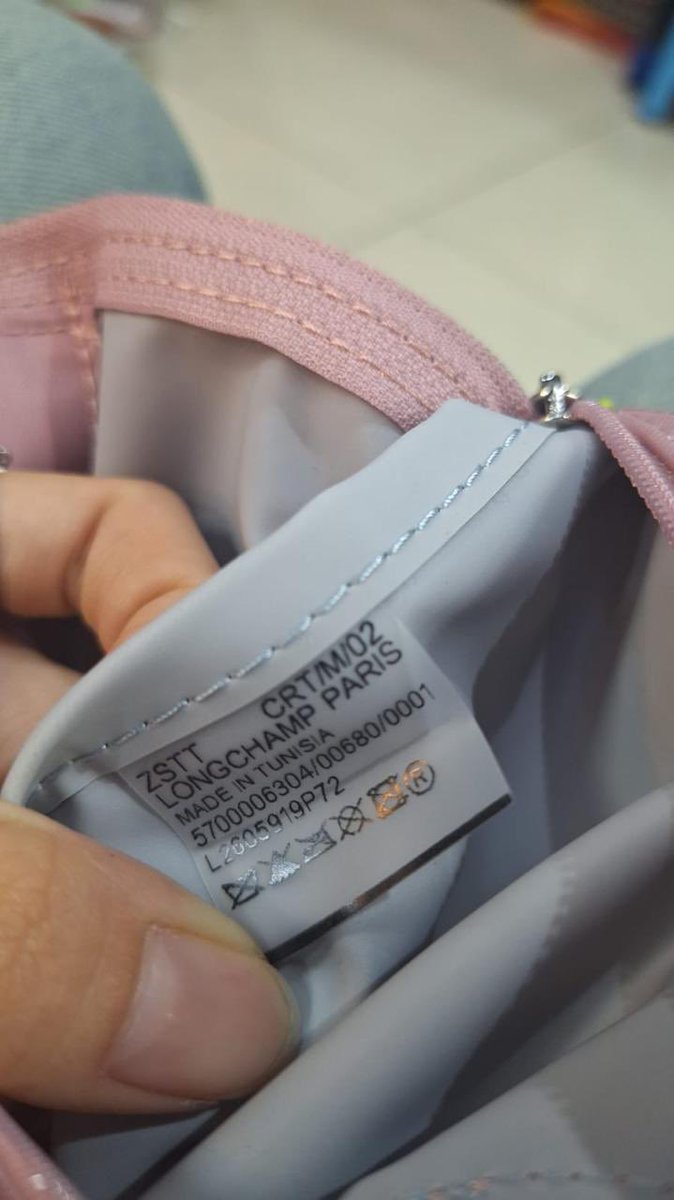 ZSTT CRT/M/02
LONGCHAMP PARIS
MADE IN TUNISIA
5700006304/00680/0001
L2605919P72
®